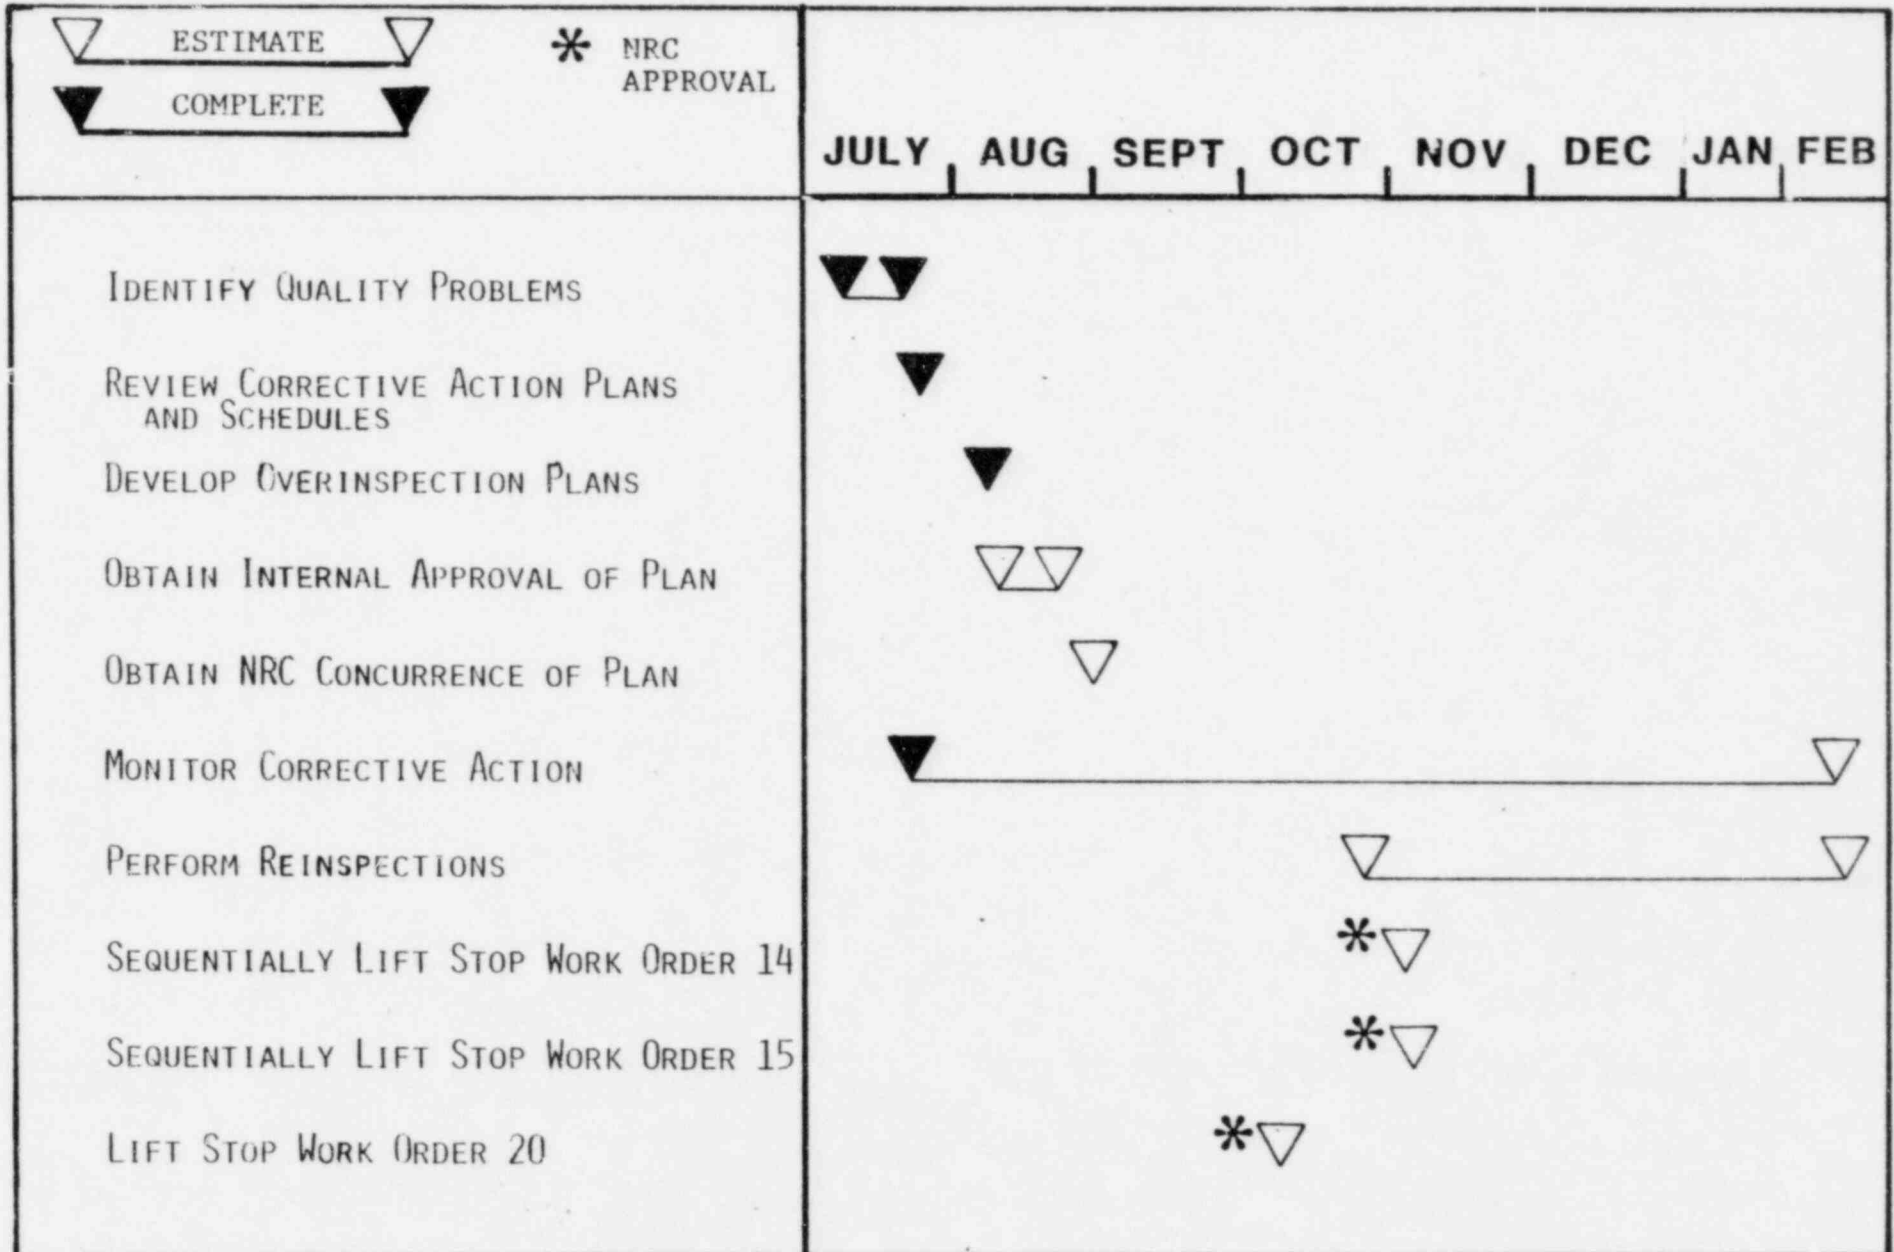 ESTIMATE
COMPLETE
* NRC
APPROVAL
JULY AUG SEPT OCT NOV DEC JAN FEB
IDENTIFY QUALITY PROBLEMS
REVIEW CORRECTIVE ACTION PLANS
AND SCHEDULES
DEVELOP OVERINSPECTION PLANS
OBTAIN INTERNAL APPROVAL OF PLAN
OBTAIN NRC CONCURRENCE OF PLAN
MONITOR CORRECTIVE ACTION
PERFORM REINSPECTIONS
SEQUENTIALLY LIFT STOP WORK ORDER 14 *
SEQUENTIALLY LIFT STOP WORK ORDER 15 *
LIFT STOP WORK ORDER 20 *